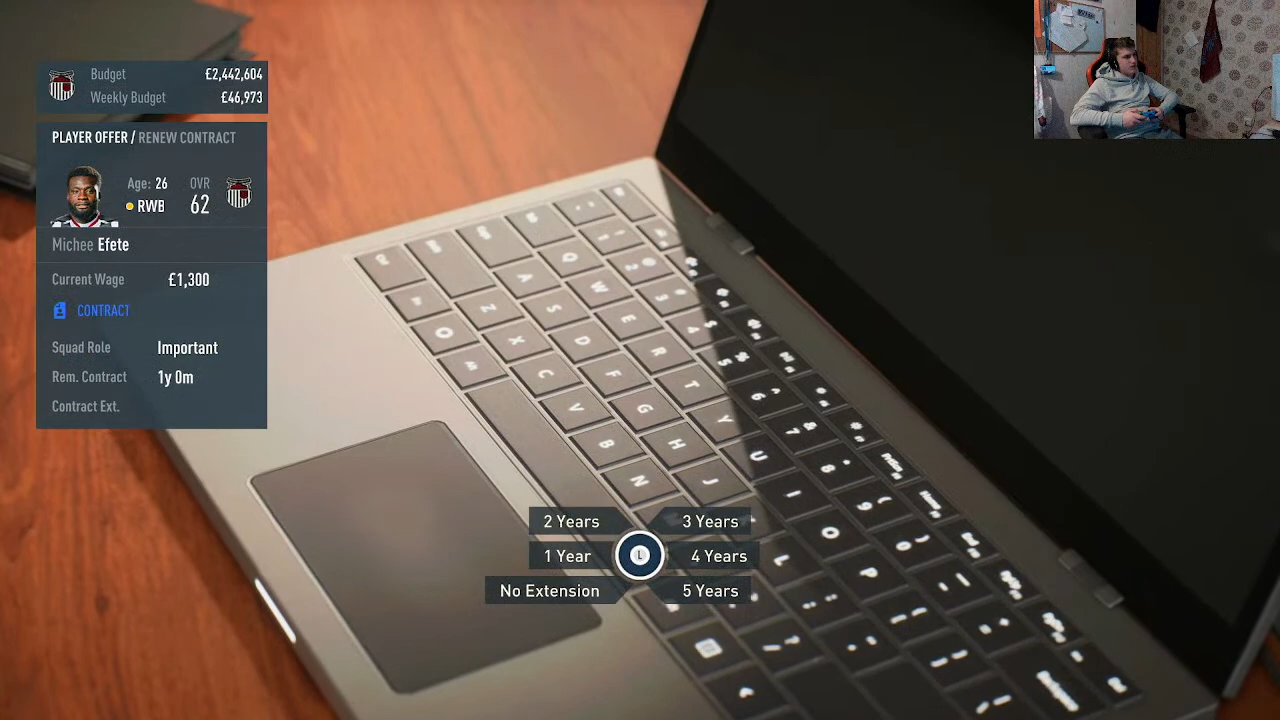 Budget £2,442,604
Weekly Budget £46,973
PLAYER OFFER / RENEW CONTRACT
Age: 26 OVR
RWB 62
Michee Efete
Current Wage £1,300
CONTRACT
Squad Role Important
Rem. Contract 1y 0m
Contract Ext.
2 Years 3 Years
1 Year L 4 Years
No Extension 5 Years